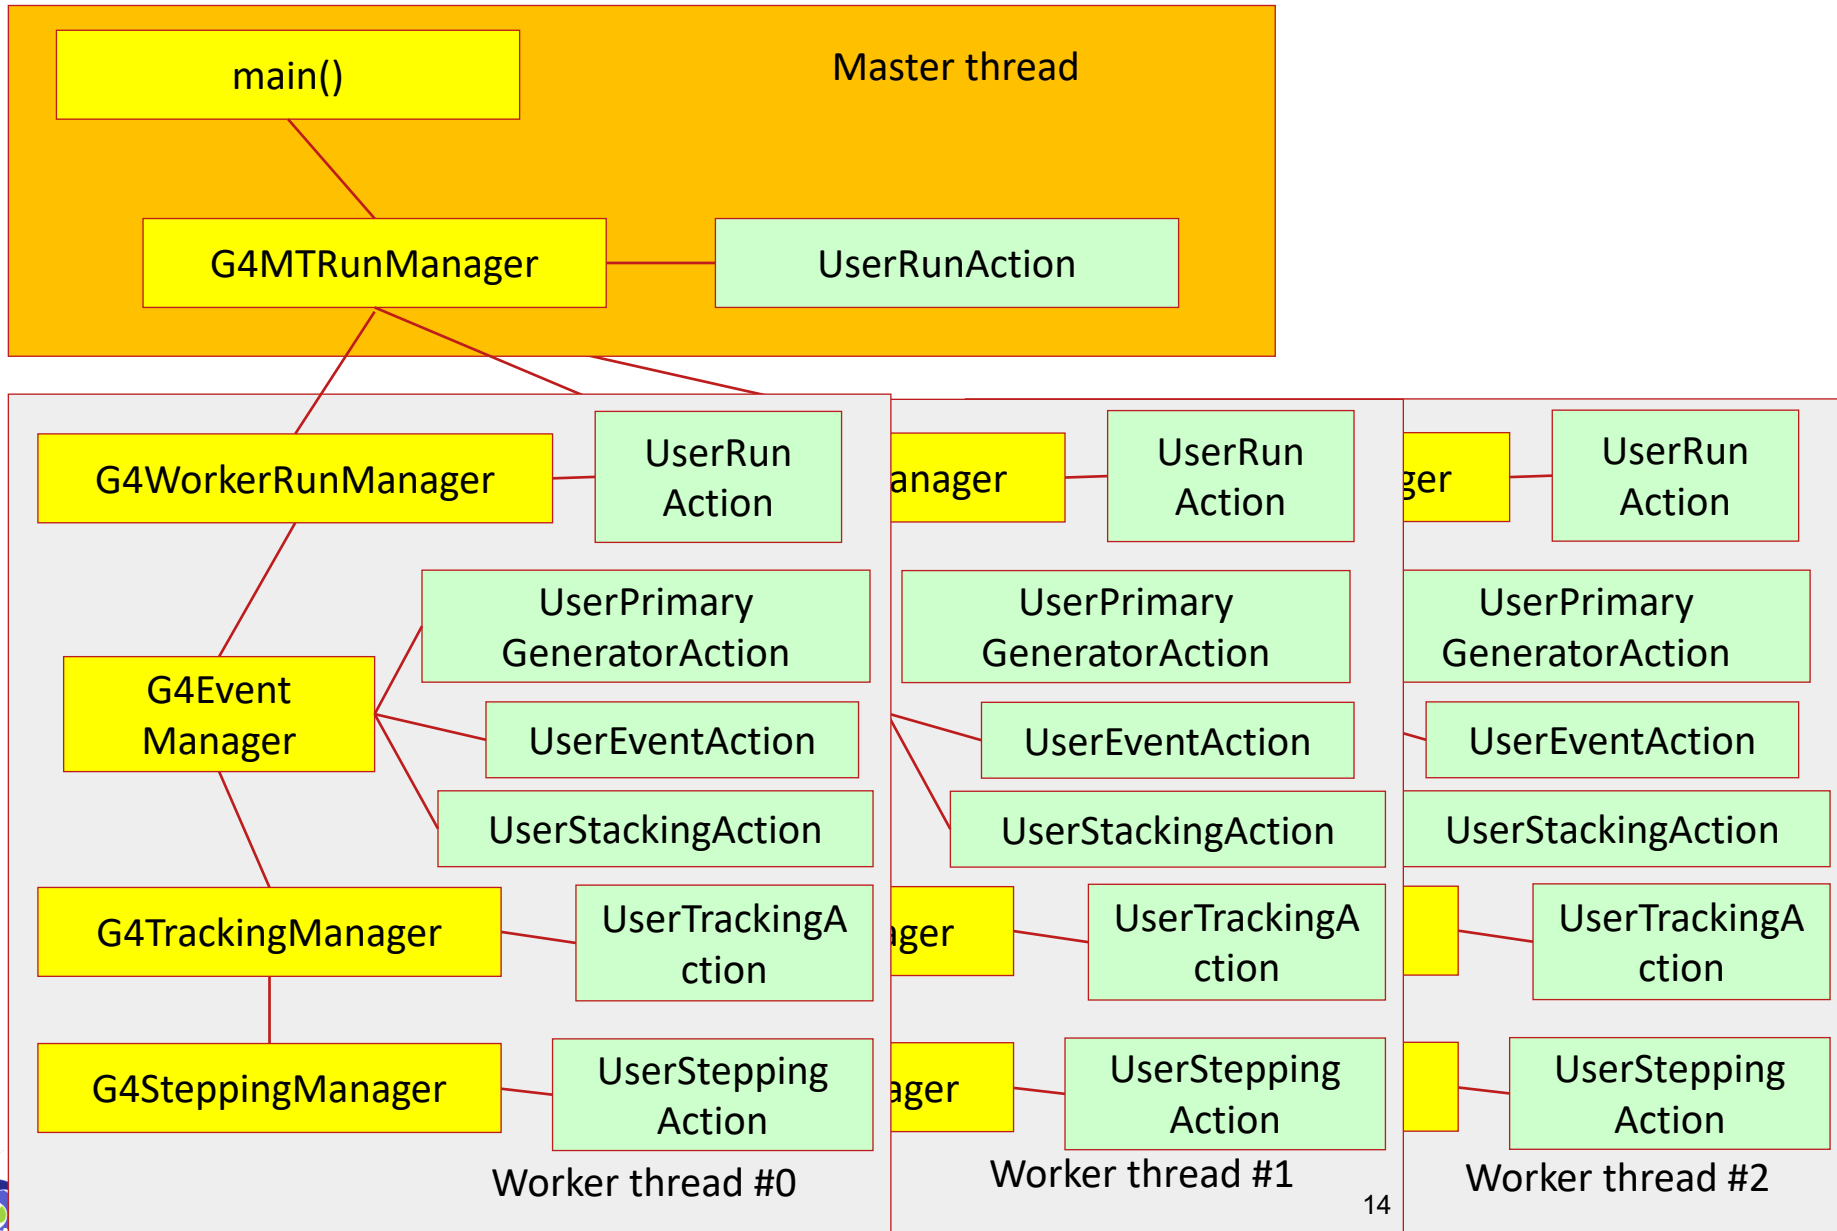 main()
Master thread
G4MTRunManager
UserRunAction
G4WorkerRunManager
UserRun
Action
G4Event
Manager
UserPrimary
GeneratorAction
UserEventAction
UserStackingAction
G4TrackingManager
UserTrackingA
ction
G4SteppingManager
UserStepping
Action
Worker thread #0
anager
UserRun
Action
UserPrimary
GeneratorAction
UserEventAction
UserStackingAction
ager
UserTrackingA
ction
ager
UserStepping
Action
Worker thread #1
14
ger
UserRun
Action
UserPrimary
GeneratorAction
UserEventAction
UserStackingAction
UserTrackingA
ction
UserStepping
Action
Worker thread #2